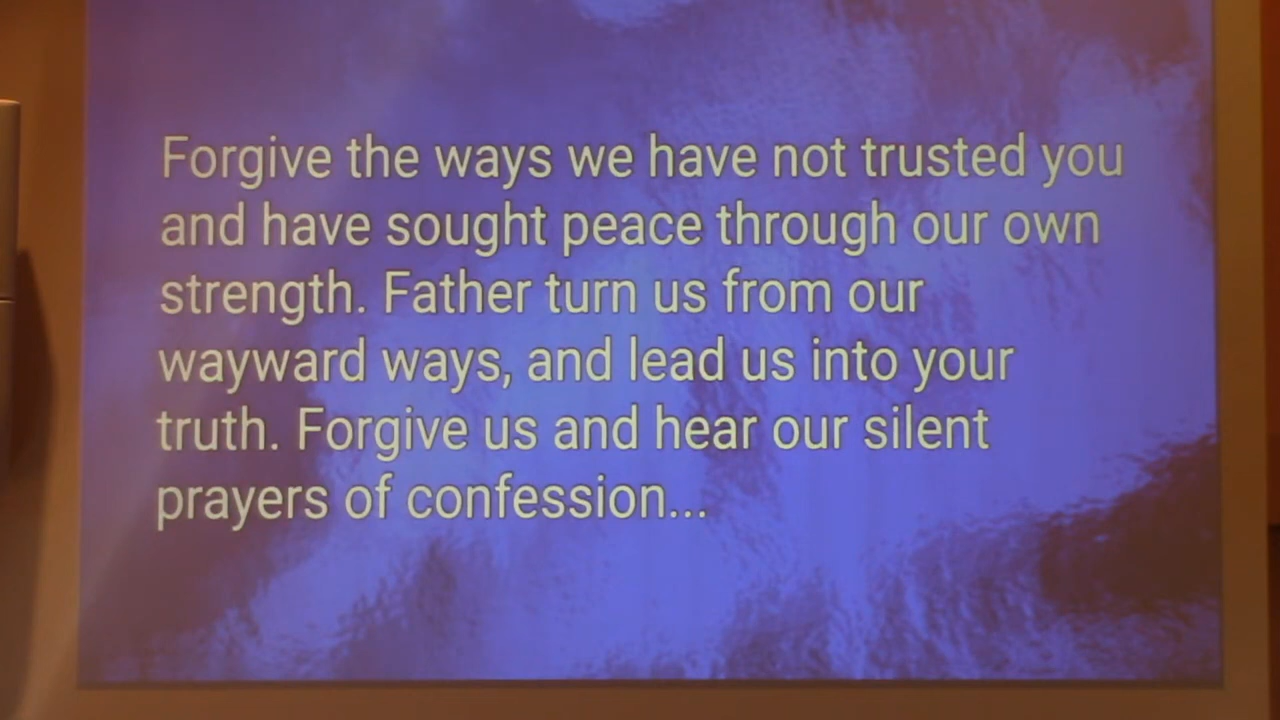 Forgive the ways we have not trusted you
and have sought peace through our own
strength. Father turn us from our
wayward ways, and lead us into your
truth. Forgive us and hear our silent
prayers of confession...